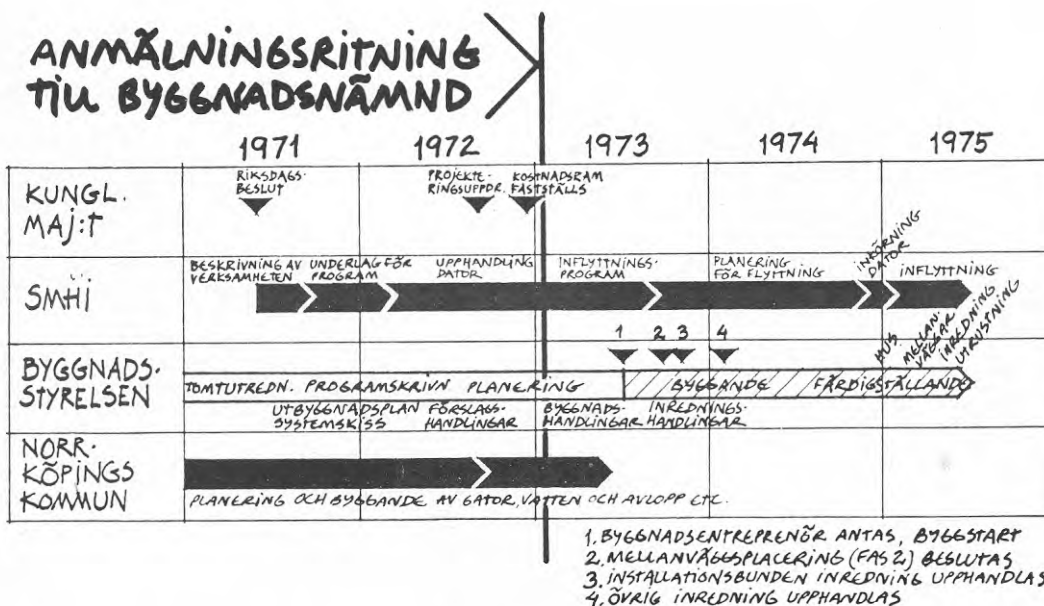 ANMÄLNINGSRITNING
TILL BYGGNADSNÄMND
1971 1972 1973 1974 1975
KUNGL.
MAJ:T
RIKSDAGS-
BESLUT
PROJEKTE-
RINGSUPPDR.
KOSTNADSRAM
FASTSTÄLLS
SMHI
BESKRIVNING AV
VERKSAMHETEN
UNDERLAG FÖR
PROGRAM
UPPHANDLING
DATOR
INFLYTTNINGS-
PROGRAM
PLANERING
FÖR FLYTTNING
INKÖRNING
DATOR
INFLYTTNING
BYGGNADS-
STYRELSEN
1 2 3 4
HUS
MELLAN-
VÄGGAR
INREDNING
UTRUSTNING
TOMTUTREDN. PROGRAMSKRIVN PLANERING
BYGGANDE FÄRDIGSTÄLLANDE
UTBYGGNADSPLAN
SYSTEMSKISS
FÖRSLAGS-
HANDLINGAR
BYGGNADS-
HANDLINGAR
INREDNINGS-
HANDLINGAR
NORR-
KÖPINGS
KOMMUN
PLANERING OCH BYGGANDE AV GATOR, VATTEN OCH AVLOPP ETC.
1. BYGGNADSENTREPRENÖR ANTAS, BYGGSTART
2. MELLANVÄGGSPLACERING (FAS 2) BESLUTAS
3. INSTALLATIONSBUNDEN INREDNING UPPHANDLAS
4. ÖVRIG INREDNING UPPHANDLAS